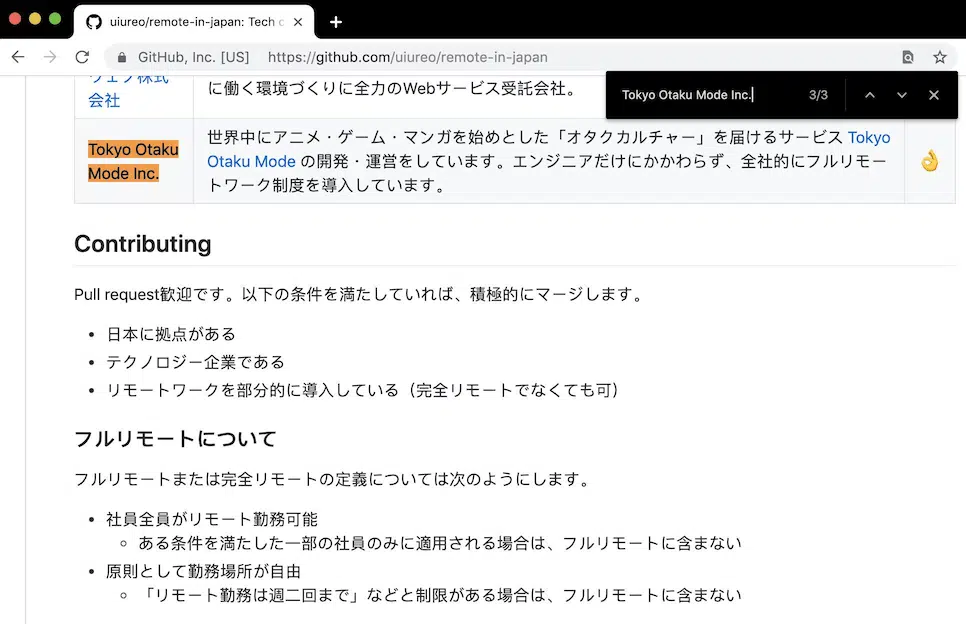 uiureo/remote-in-japan: Tech c
GitHub, Inc. [US] https://github.com/uiureo/remote-in-japan
Tokyo Otaku Mode Inc. 3/3
ウェブ株式
会社
に働く環境づくりに全力のWebサービス受託会社。
Tokyo Otaku
Mode Inc.
世界中にアニメ・ゲーム・マンガを始めとした「オタクカルチャー」を届けるサービス Tokyo
Otaku Mode の開発・運営をしています。エンジニアだけにかかわらず、全社的にフルリモー
トワーク制度を導入しています。
👌
Contributing
Pull request歓迎です。以下の条件を満たしていれば、積極的にマージします。
• 日本に拠点がある
• テクノロジー企業である
• リモートワークを部分的に導入している（完全リモートでなくても可）
フルリモートについて
フルリモートまたは完全リモートの定義については次のようにします。
• 社員全員がリモート勤務可能
◦ ある条件を満たした一部の社員のみに適用される場合は、フルリモートに含まない
• 原則として勤務場所が自由
◦ 「リモート勤務は週二回まで」などと制限がある場合は、フルリモートに含まない